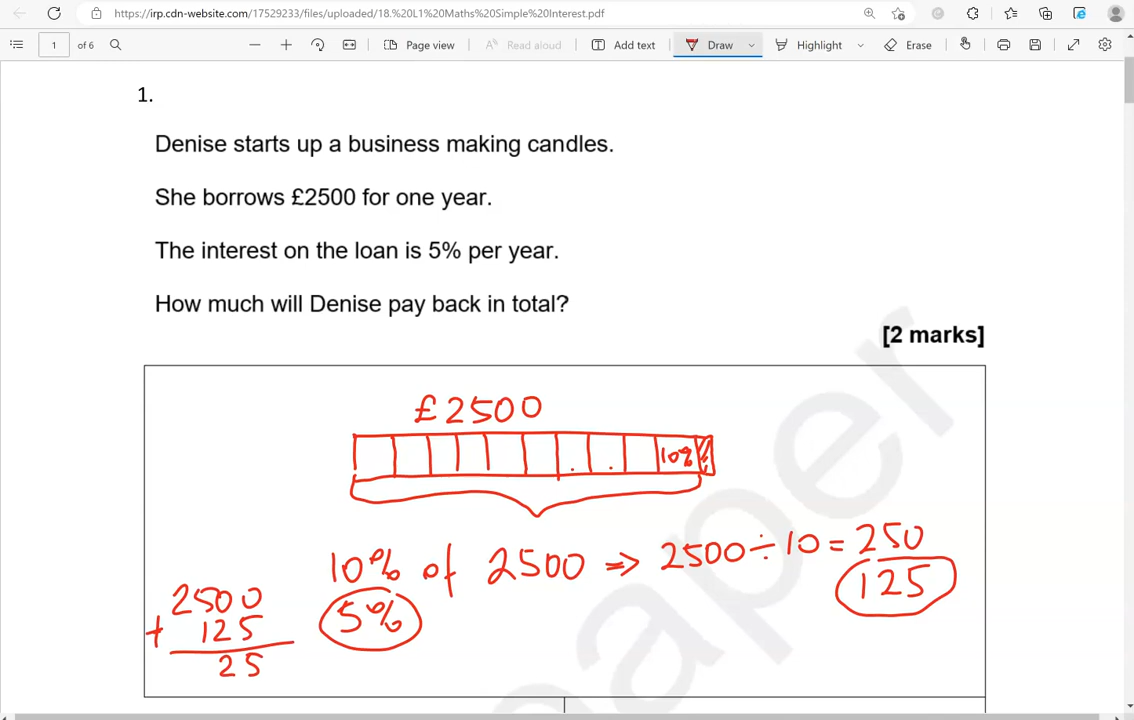 https://irp.cdn-website.com/17529233/files/uploaded/18.%20L1%20Maths%20Simple%20Interest.pdf
1 of 6 Page view Read aloud Add text Draw Highlight Erase
1.
Denise starts up a business making candles.
She borrows £2500 for one year.
The interest on the loan is 5% per year.
How much will Denise pay back in total?
[2 marks]
£2500
10%
10% of 2500 => 2500 ÷ 10 = 250
5% 125
2500
+ 125
25
aper